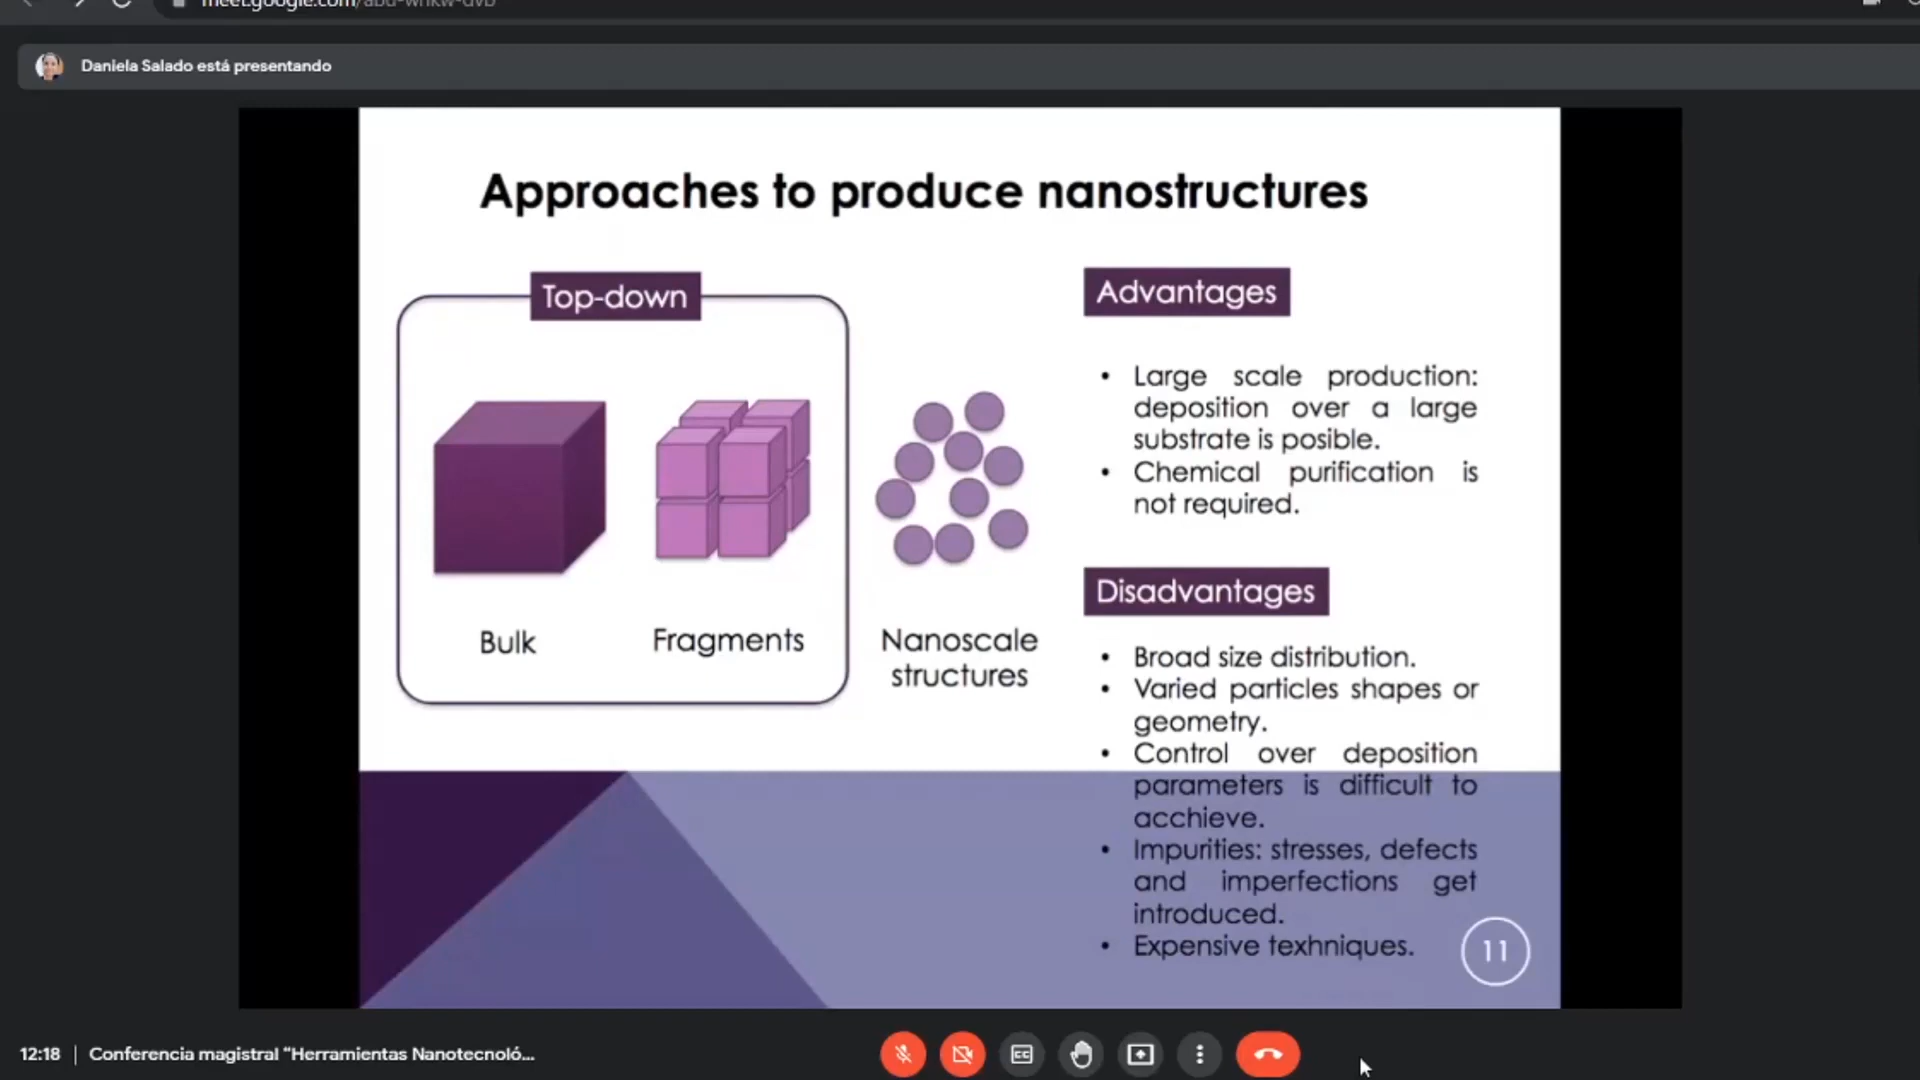 Daniela Salado está presentando
Approaches to produce nanostructures
Top-down
Bulk
Fragments
Nanoscale
structures
Advantages
• Large scale production:
deposition over a large
substrate is posible.
• Chemical purification is
not required.
Disadvantages
• Broad size distribution.
• Varied particles shapes or
geometry.
• Control over deposition
parameters is difficult to
acchieve.
• Impurities: stresses, defects
and imperfections get
introduced.
• Expensive texhniques.
11
12:18 | Conferencia magistral "Herramientas Nanotecnoló...